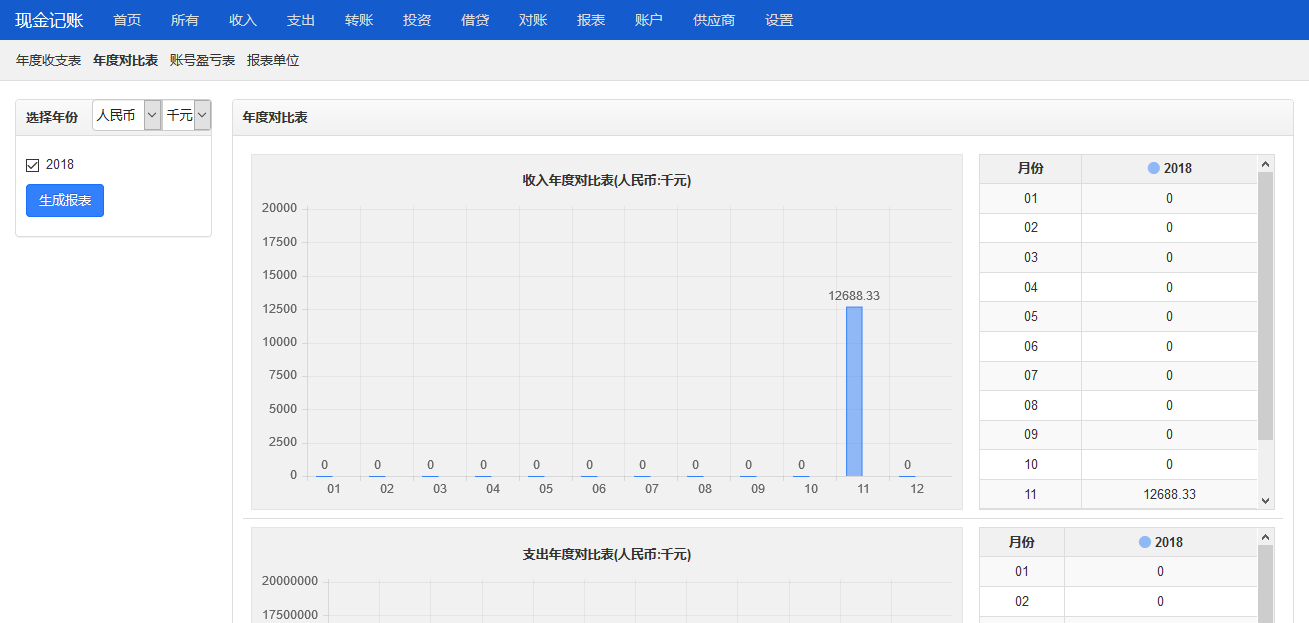 现金记账 首页 所有 收入 支出 转账 投资 借贷 对账 报表 账户 供应商 设置
年度收支表 年度对比表 账号盈亏表 报表单位
选择年份 人民币 千元
2018
生成报表
年度对比表
收入年度对比表(人民币:千元)
20000
17500
15000
12500
10000
7500
5000
2500
0
12688.33
0 0 0 0 0 0 0 0 0 0 0
01 02 03 04 05 06 07 08 09 10 11 12
月份 2018
01 0
02 0
03 0
04 0
05 0
06 0
07 0
08 0
09 0
10 0
11 12688.33
支出年度对比表(人民币:千元)
20000000
17500000
月份 2018
01 0
02 0